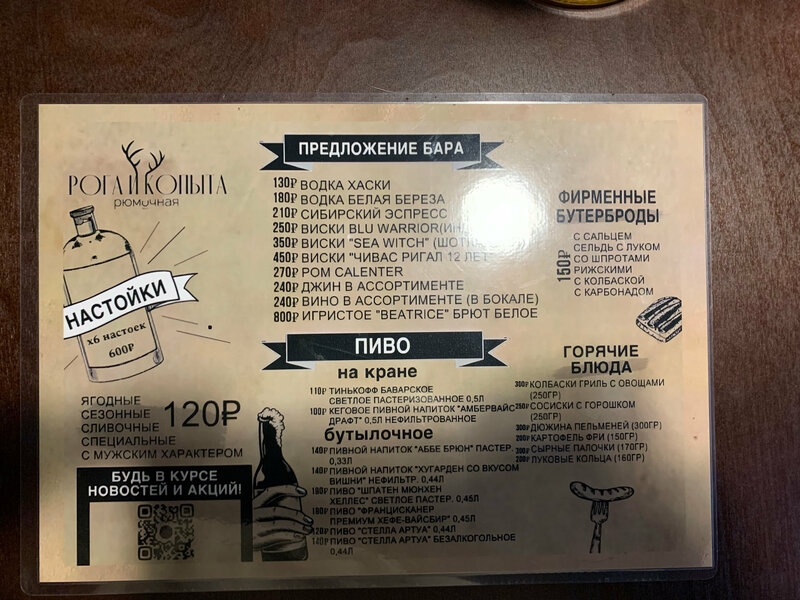 РОГА И КОПЫТА
рюмочная
НАСТОЙКИ
х6 настоек
600₽
ЯГОДНЫЕ
СЕЗОННЫЕ
СЛИВОЧНЫЕ
СПЕЦИАЛЬНЫЕ
С МУЖСКИМ ХАРАКТЕРОМ
120₽
БУДЬ В КУРСЕ
НОВОСТЕЙ И АКЦИЙ!
ПРЕДЛОЖЕНИЕ БАРА
130₽ ВОДКА ХАСКИ
180₽ ВОДКА БЕЛАЯ БЕРЕЗА
210₽ СИБИРСКИЙ ЭСПРЕСС
250₽ ВИСКИ BLU WARRIOR
350₽ ВИСКИ "SEA WITCH"
450₽ ВИСКИ "ЧИВАС РИГАЛ 12 ЛЕТ"
270₽ РОМ CALENTER
240₽ ДЖИН В АССОРТИМЕНТЕ
240₽ ВИНО В АССОРТИМЕНТЕ (В БОКАЛЕ)
800₽ ИГРИСТОЕ "BEATRICE" БРЮТ БЕЛОЕ
ПИВО
на кране
110₽ ТИНЬКОФФ БАВАРСКОЕ
СВЕТЛОЕ ПАСТЕРИЗОВАННОЕ 0,5Л
100₽ КЕГОВОЕ ПИВНОЙ НАПИТОК "АМБЕРВАЙС
ДРАФТ" 0,5Л НЕФИЛЬТРОВАННОЕ
бутылочное
140₽ ПИВНОЙ НАПИТОК "АББЕ БРЮН" ПАСТЕР.
0,33Л
140₽ ПИВНОЙ НАПИТОК "ХУГАРДЕН СО ВКУСОМ
ВИШНИ" НЕФИЛЬТР. 0,44Л
180₽ ПИВО "ШПАТЕН МЮНХЕН
ХЕЛЛЕС" СВЕТЛОЕ ПАСТЕР. 0,45Л
180₽ ПИВО "ФРАНЦИСКАНЕР
ПРЕМИУМ ХЕФЕ-ВАЙСБИР" 0,45Л
120₽ ПИВО "СТЕЛЛА АРТУА" 0,44Л
140₽ ПИВО "СТЕЛЛА АРТУА" БЕЗАЛКОГОЛЬНОЕ
0,44Л
ФИРМЕННЫЕ
БУТЕРБРОДЫ
150₽
С САЛЬЦЕМ
СЕЛЬДЬ С ЛУКОМ
СО ШПРОТАМИ
РИЖСКИМИ
С КОЛБАСКОЙ
С КАРБОНАДОМ
ГОРЯЧИЕ
БЛЮДА
300₽ КОЛБАСКИ ГРИЛЬ С ОВОЩАМИ
(250ГР)
250₽ СОСИСКИ С ГОРОШКОМ
(250ГР)
300₽ ДЮЖИНА ПЕЛЬМЕНЕЙ (300ГР)
200₽ КАРТОФЕЛЬ ФРИ (150ГР)
300₽ СЫРНЫЕ ПАЛОЧКИ (170ГР)
200₽ ЛУКОВЫЕ КОЛЬЦА (160ГР)